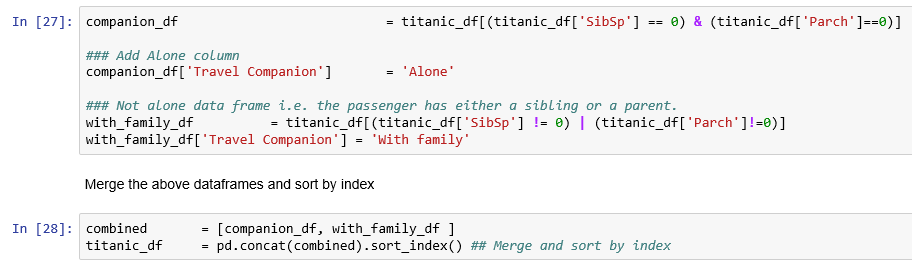 In [27]: companion_df = titanic_df[(titanic_df['SibSp'] == 0) & (titanic_df['Parch']==0)]
### Add Alone column
companion_df['Travel Companion'] = 'Alone'
### Not alone data frame i.e. the passenger has either a sibling or a parent.
with_family_df = titanic_df[(titanic_df['SibSp'] != 0) | (titanic_df['Parch']!=0)]
with_family_df['Travel Companion'] = 'With family'
Merge the above dataframes and sort by index
In [28]: combined = [companion_df, with_family_df ]
titanic_df = pd.concat(combined).sort_index() ## Merge and sort by index